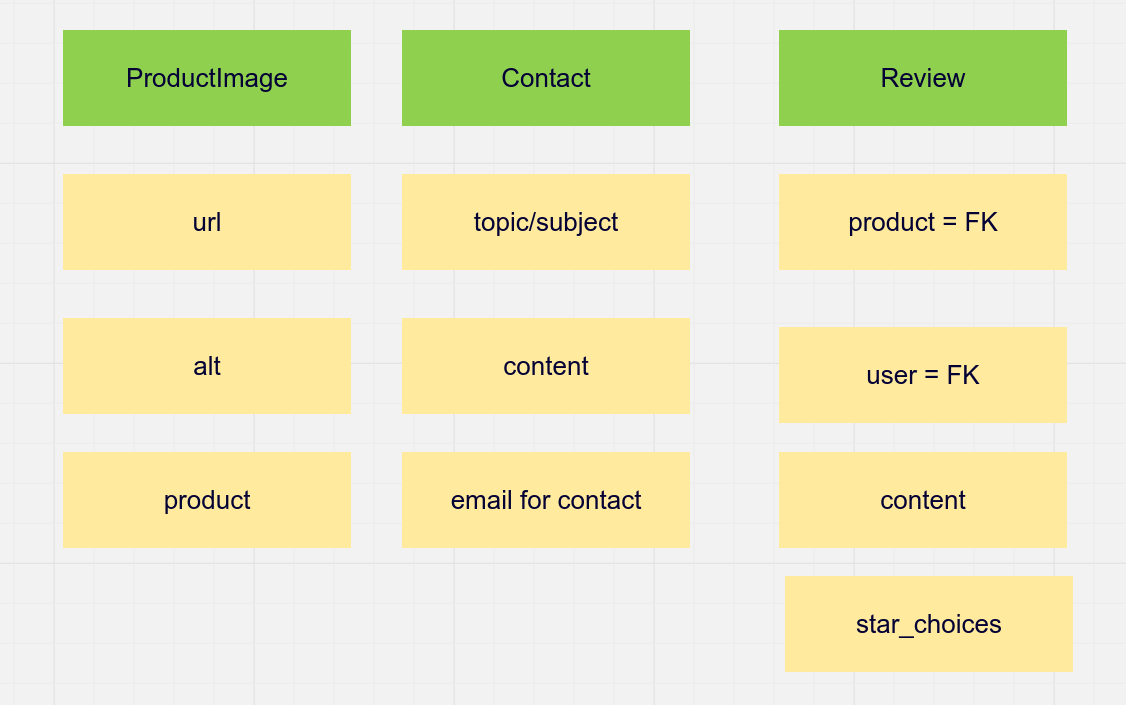 ProductImage
url
alt
product
Contact
topic/subject
content
email for contact
Review
product = FK
user = FK
content
star_choices